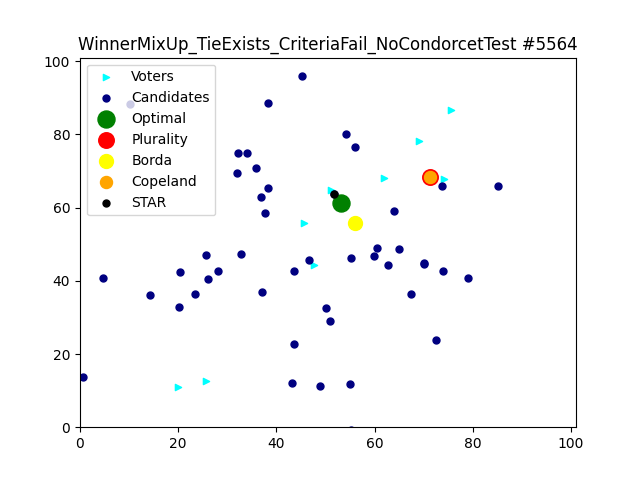 WinnerMixUp_TieExists_CriteriaFail_NoCondorcetTest #5564
100
80
60
40
20
0
Voters
Candidates
Optimal
Plurality
Borda
Copeland
STAR
0 20 40 60 80 100